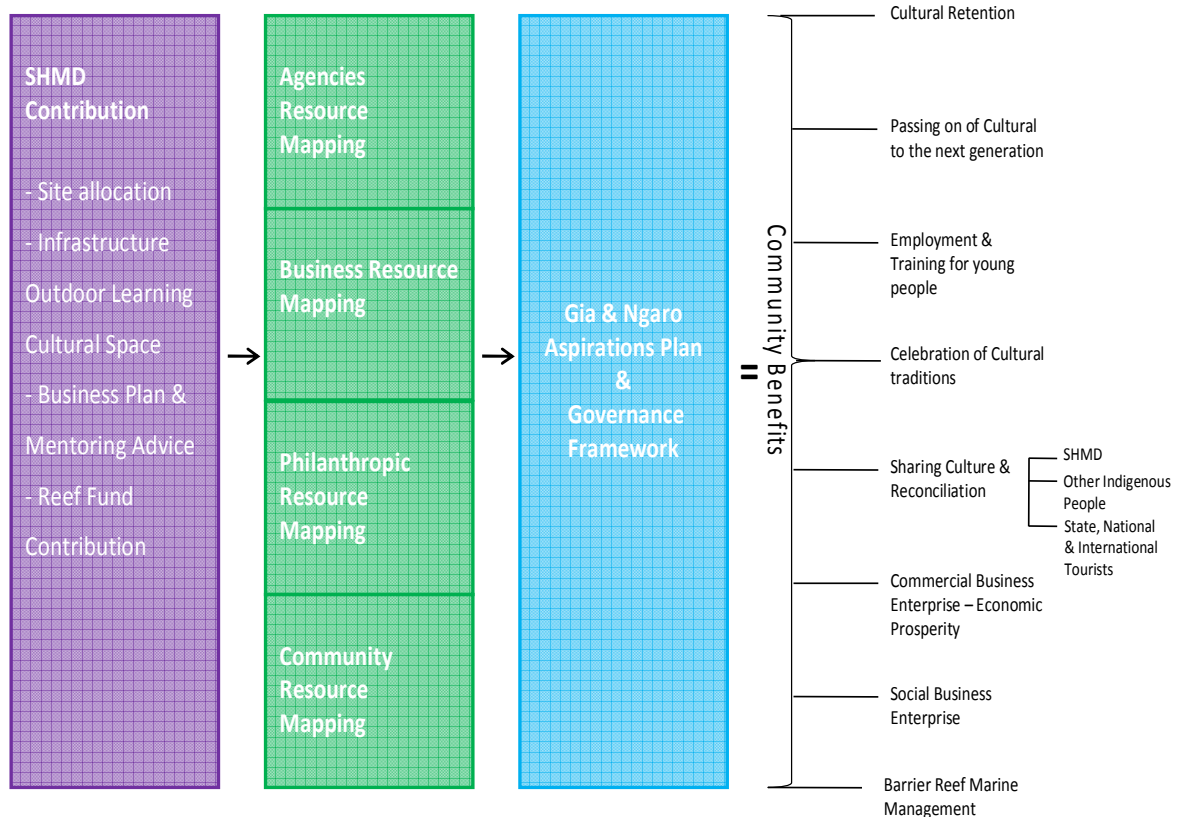 SHMD
Contribution
- Site allocation
- Infrastructure
Outdoor Learning
Cultural Space
- Business Plan &
Mentoring Advice
- Reef Fund
Contribution
Agencies
Resource
Mapping
Business Resource
Mapping
Philanthropic
Resource
Mapping
Community
Resource
Mapping
Gia & Ngaro
Aspirations Plan
&
Governance
Framework
=
Community Benefits
Cultural Retention
Passing on of Cultural
to the next generation
Employment &
Training for young
people
Celebration of Cultural
traditions
Sharing Culture &
Reconciliation
SHMD
Other Indigenous
People
State, National
& International
Tourists
Commercial Business
Enterprise – Economic
Prosperity
Social Business
Enterprise
Barrier Reef Marine
Management